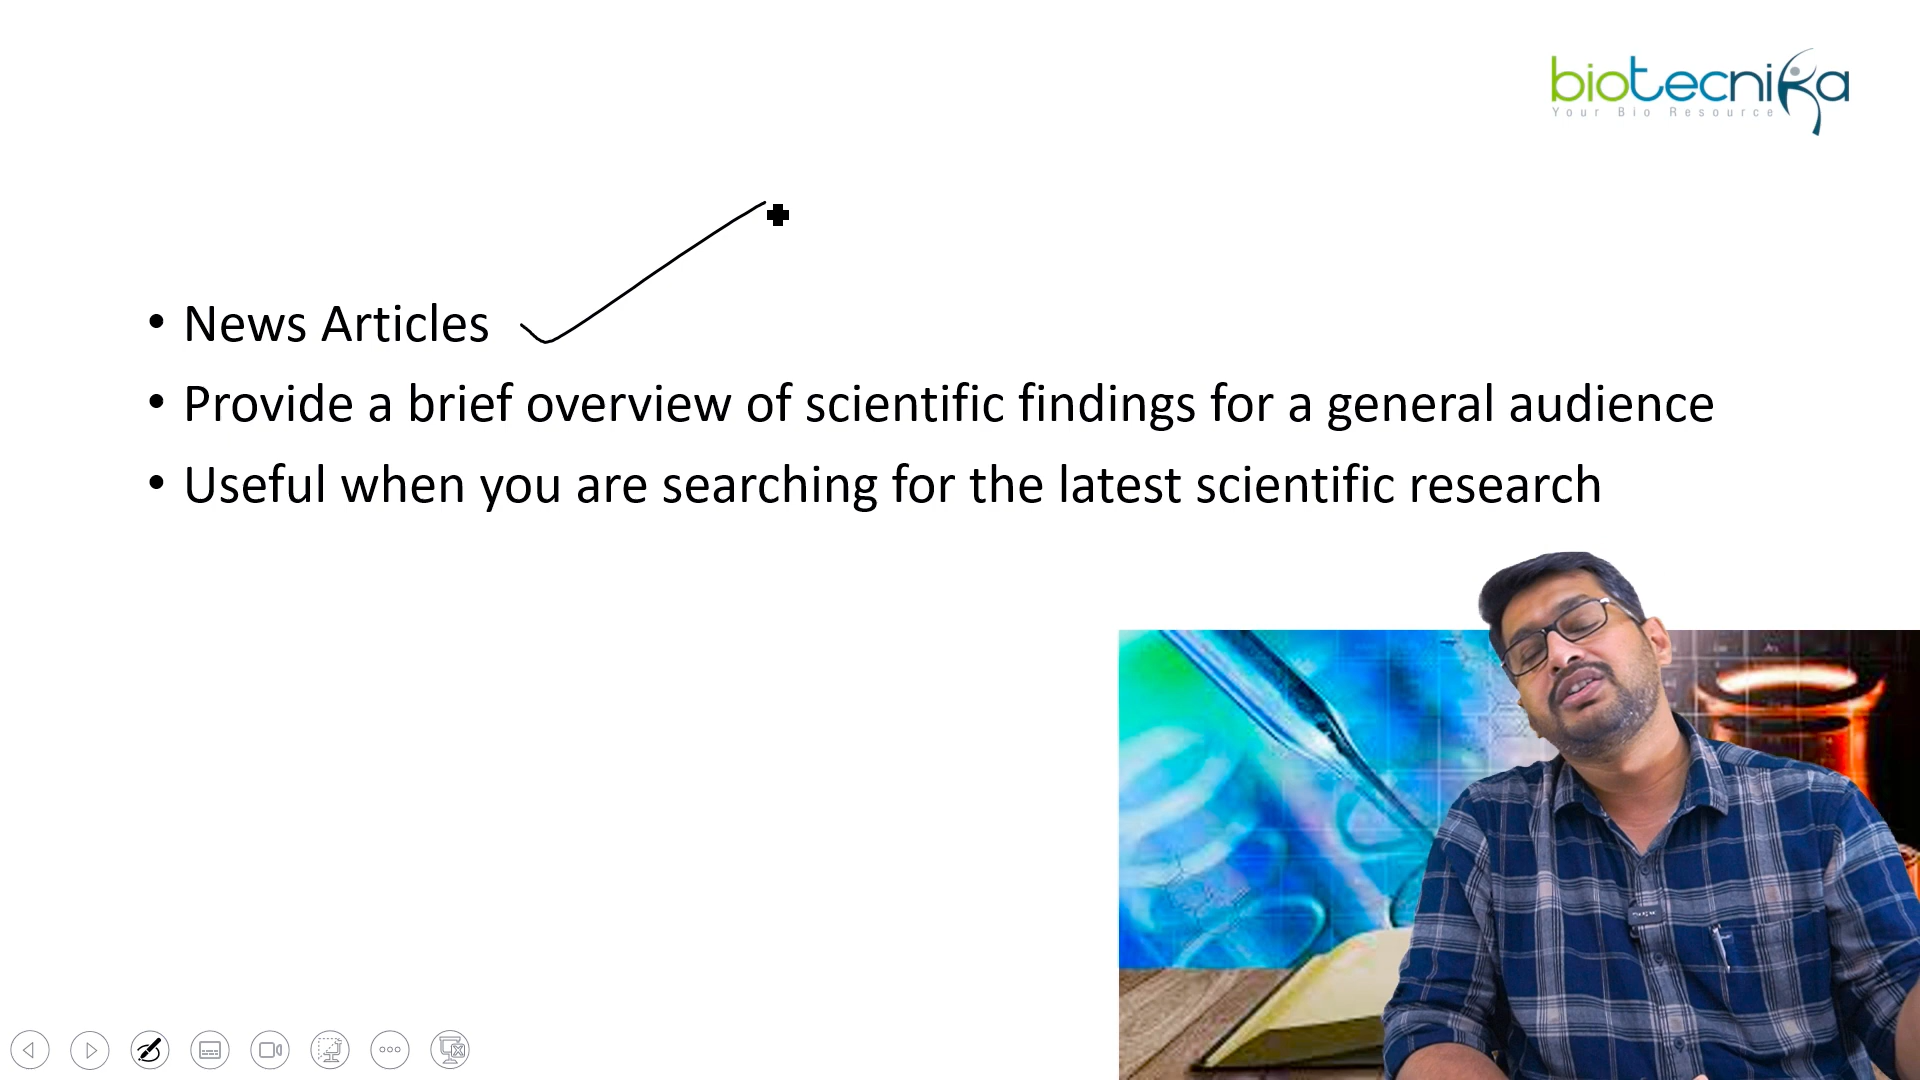 biotecnika
Your Bio Resource
• News Articles
• Provide a brief overview of scientific findings for a general audience
• Useful when you are searching for the latest scientific research